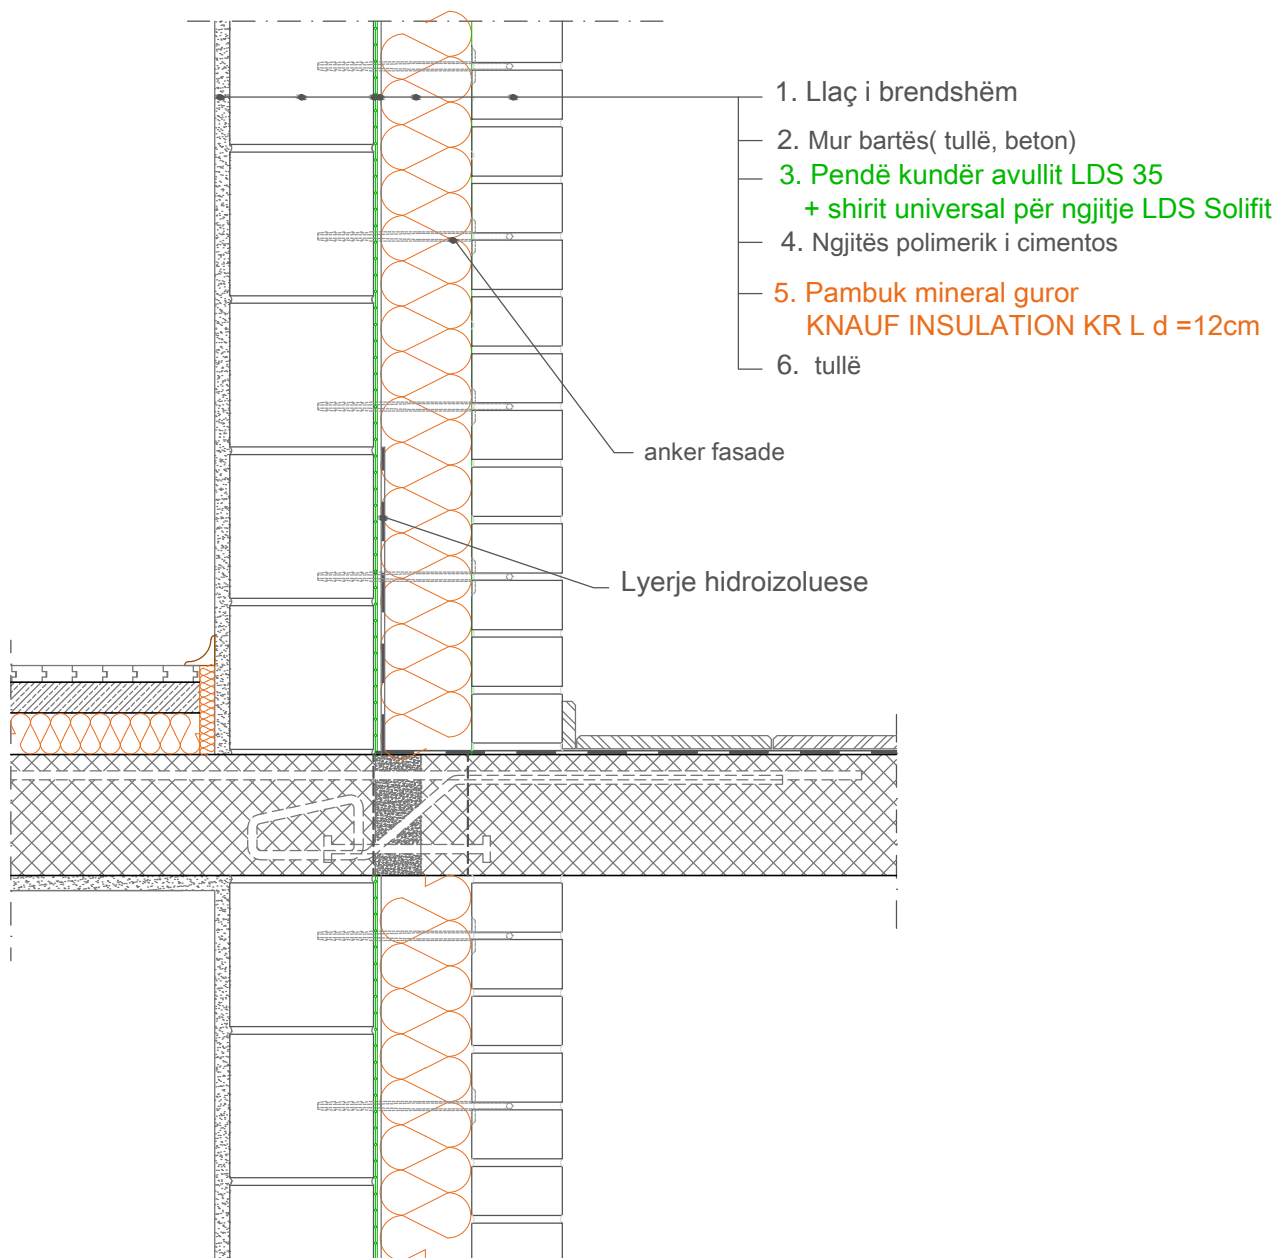 1. Llaç i brendshëm
2. Mur bartës( tullë, beton)
3. Pendë kundër avullit LDS 35
+ shirit universal për ngjitje LDS Solifit
4. Ngjitës polimerik i cimentos
5. Pambuk mineral guror
KNAUF INSULATION KR L d =12cm
6. tullë
anker fasade
Lyerje hidroizoluese